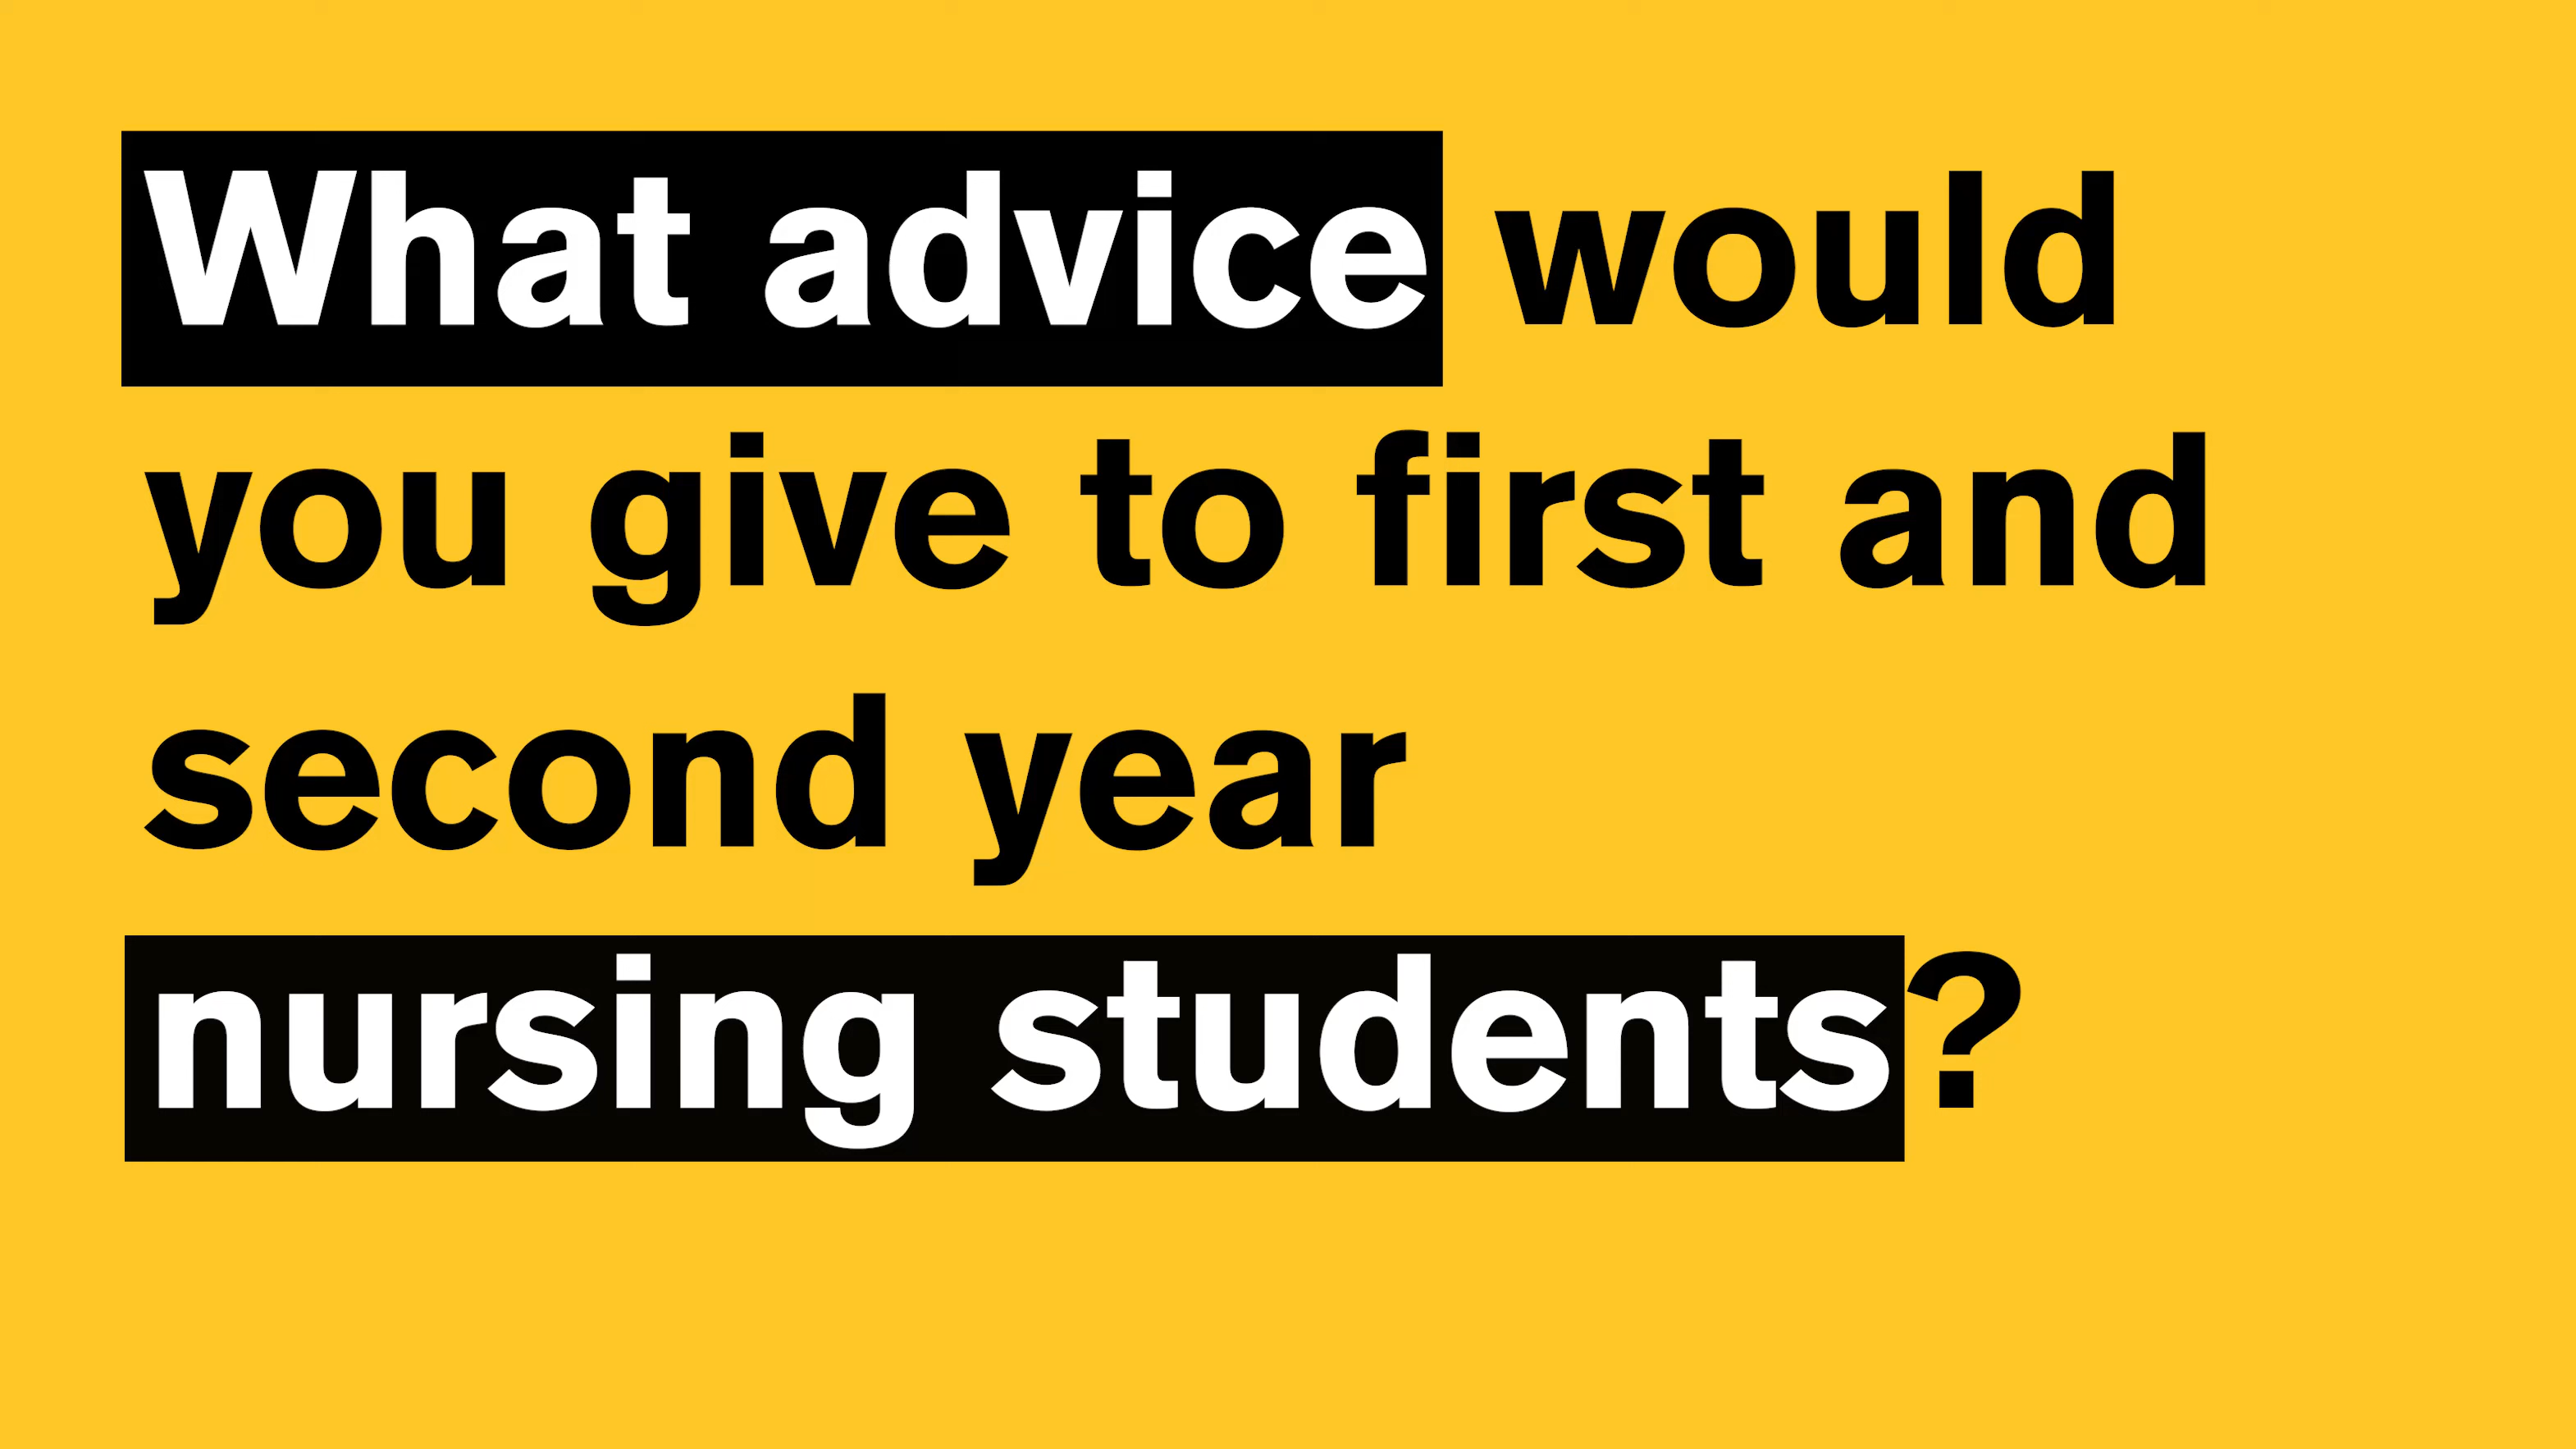 What advice would
you give to first and
second year
nursing students?